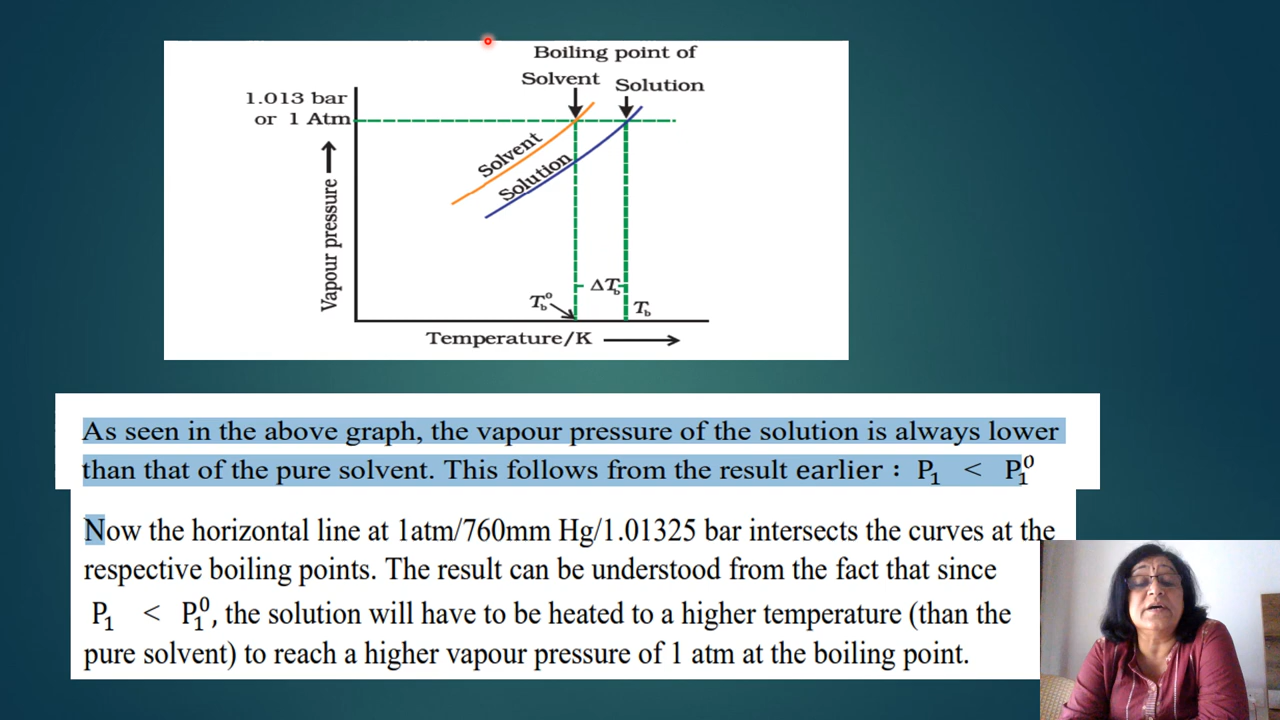 Boiling point of
Solvent Solution
1.013 bar
or 1 Atm
Vapour pressure
Solvent
Solution
ΔT_b
T_b^o
T_b
Temperature/K
As seen in the above graph, the vapour pressure of the solution is always lower
than that of the pure solvent. This follows from the result earlier : P₁ < P₁⁰
Now the horizontal line at 1atm/760mm Hg/1.01325 bar intersects the curves at the
respective boiling points. The result can be understood from the fact that since
P₁ < P₁⁰, the solution will have to be heated to a higher temperature (than the
pure solvent) to reach a higher vapour pressure of 1 atm at the boiling point.